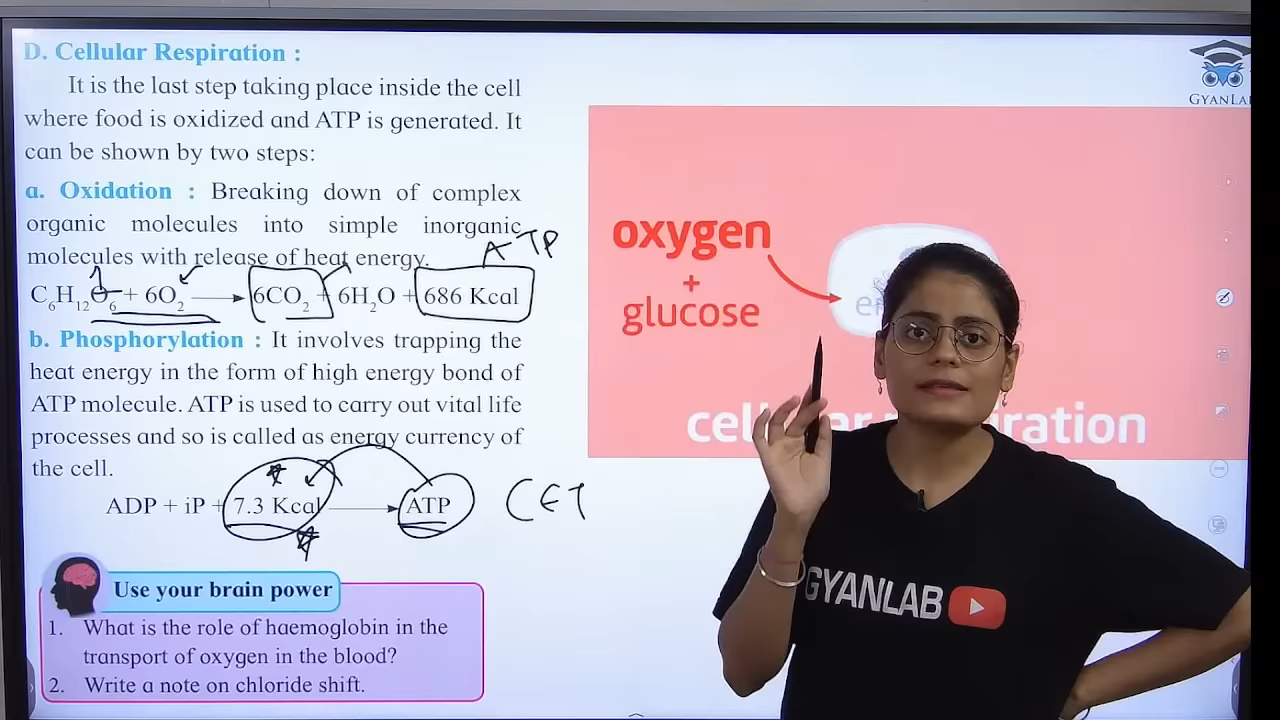 D. Cellular Respiration :
It is the last step taking place inside the cell
where food is oxidized and ATP is generated. It
can be shown by two steps:
a. Oxidation : Breaking down of complex
organic molecules into simple inorganic
molecules with release of heat energy.
ATP
C₆H₁₂O₆ + 6O₂ → 6CO₂ + 6H₂O + 686 Kcal
b. Phosphorylation : It involves trapping the
heat energy in the form of high energy bond of
ATP molecule. ATP is used to carry out vital life
processes and so is called as energy currency of
the cell.
ADP + iP + 7.3 Kcal → ATP
CET
Use your brain power
1. What is the role of haemoglobin in the
transport of oxygen in the blood?
2. Write a note on chloride shift.
GYANLAB
oxygen
+
glucose
GYANLAB